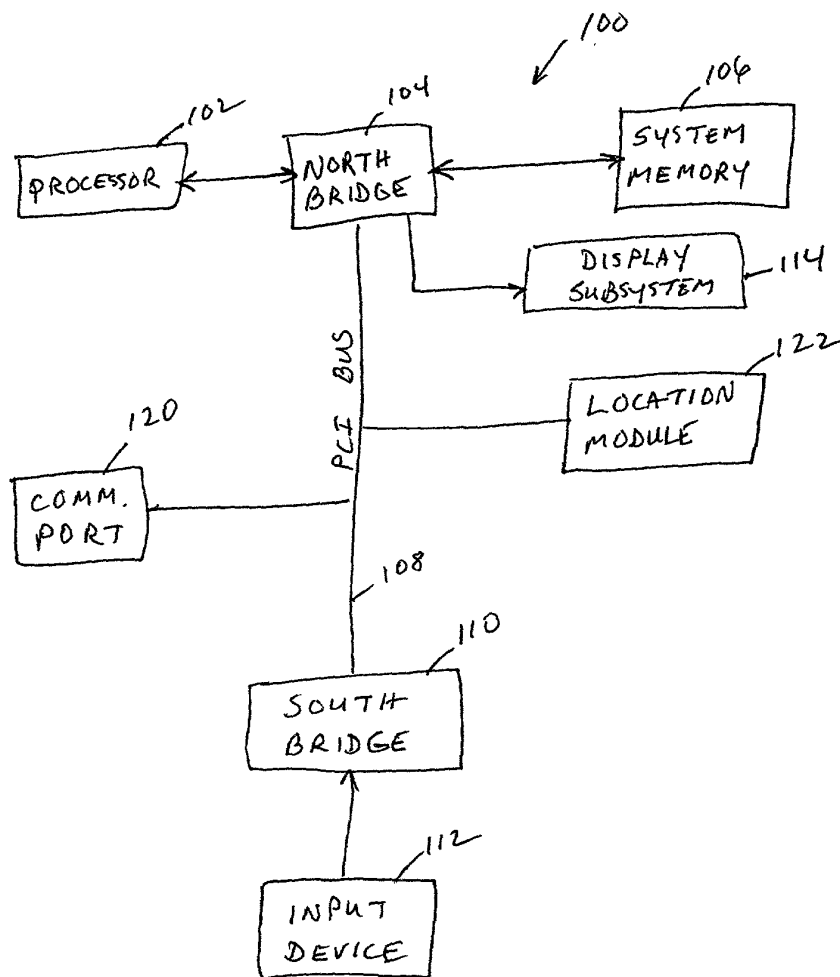 100
102
104
106
PROCESSOR
NORTH
BRIDGE
SYSTEM
MEMORY
DISPLAY
SUBSYSTEM
114
PCI BUS
122
LOCATION
MODULE
120
COMM.
PORT
108
110
SOUTH
BRIDGE
112
INPUT
DEVICE